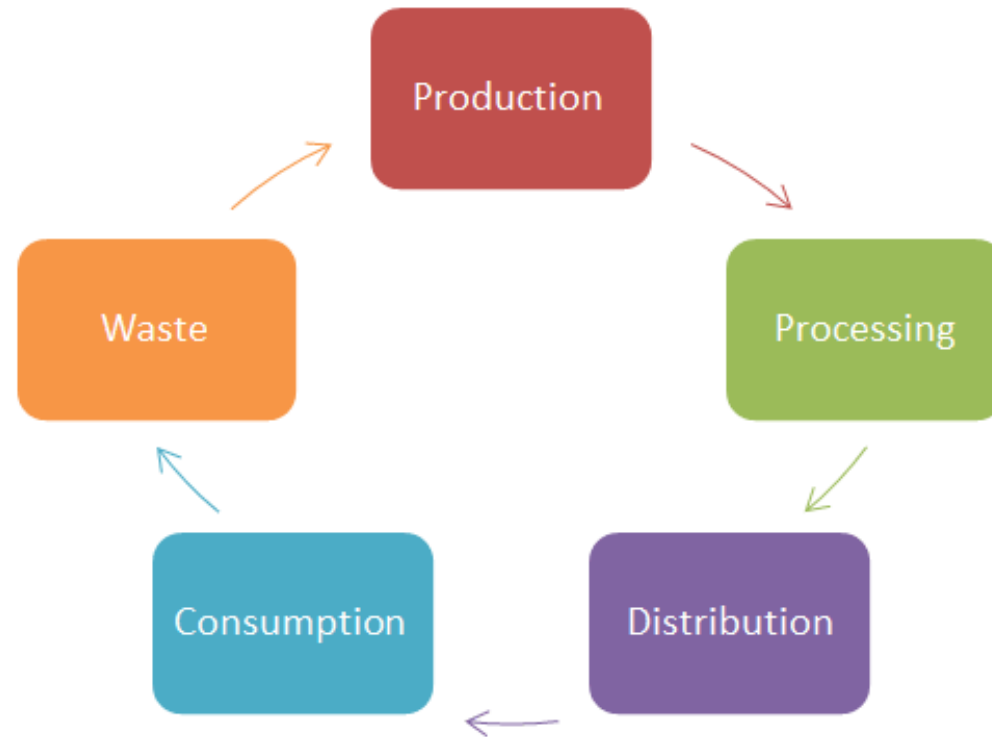 Production
Processing
Distribution
Consumption
Waste